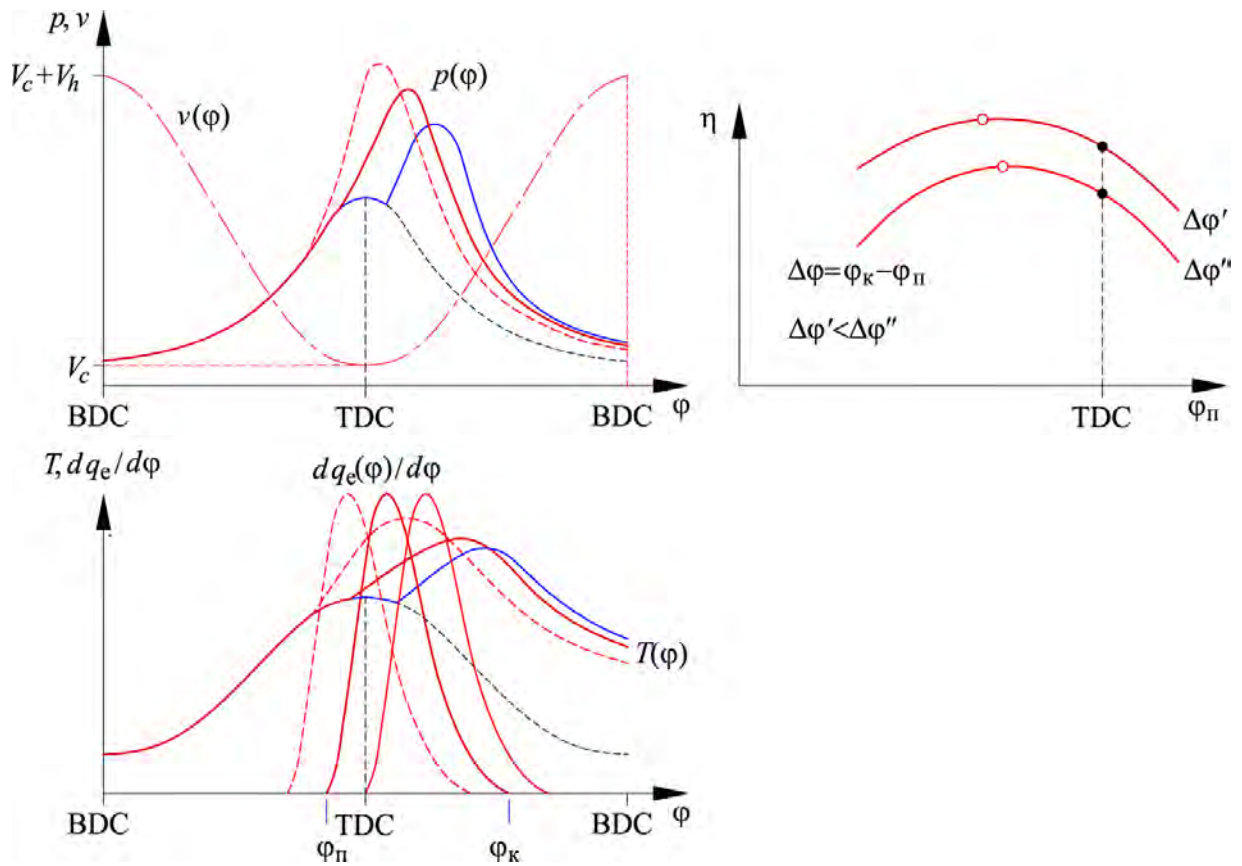 p, v
V_c+V_h
v(φ)
p(φ)
V_c
BDC
TDC
BDC
φ
η
Δφ=φ_к−φ_п
Δφ′<Δφ″
Δφ′
Δφ″
TDC
φ_п
T, dq_e/dφ
dq_e(φ)/dφ
T(φ)
BDC
TDC
BDC
φ
φ_п
φ_к